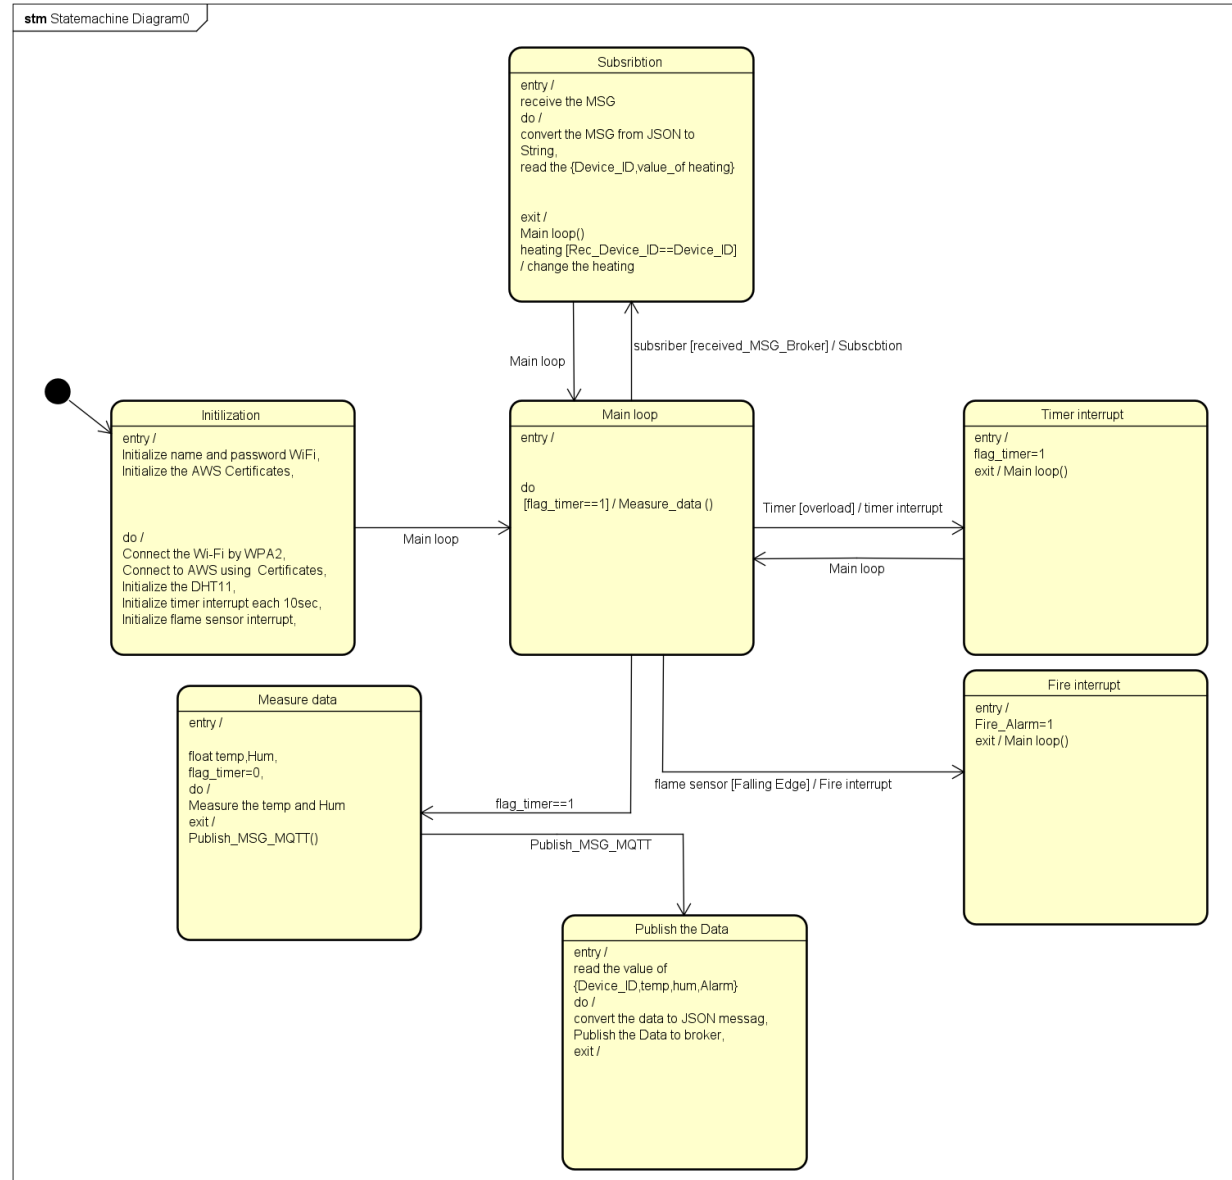 stm Statemachine Diagram0
Subsribtion
entry /
receive the MSG
do /
convert the MSG from JSON to
String,
read the {Device_ID,value_of heating}
exit /
Main loop()
heating [Rec_Device_ID==Device_ID]
/ change the heating
Main loop
subsriber [received_MSG_Broker] / Subscbtion
Initilization
entry /
Initialize name and password WiFi,
Initialize the AWS Certificates,
do /
Connect the Wi-Fi by WPA2,
Connect to AWS using  Certificates,
Initialize the DHT11,
Initialize timer interrupt each 10sec,
Initialize flame sensor interrupt,
Main loop
Main loop
entry /
do
[flag_timer==1] / Measure_data ()
Timer [overload] / timer interrupt
Main loop
Timer interrupt
entry /
flag_timer=1
exit / Main loop()
Measure data
entry /
float temp,Hum,
flag_timer=0,
do /
Measure the temp and Hum
exit /
Publish_MSG_MQTT()
flag_timer==1
flame sensor [Falling Edge] / Fire interrupt
Fire interrupt
entry /
Fire_Alarm=1
exit / Main loop()
Publish_MSG_MQTT
Publish the Data
entry /
read the value of
{Device_ID,temp,hum,Alarm}
do /
convert the data to JSON messag,
Publish the Data to broker,
exit /